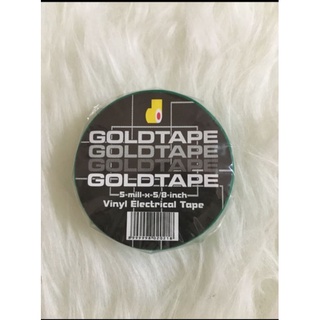 GOLDTAPE
GOLDTAPE
GOLDTAPE
GOLDTAPE
5-mill-x-5/8-inch
Vinyl Electrical Tape